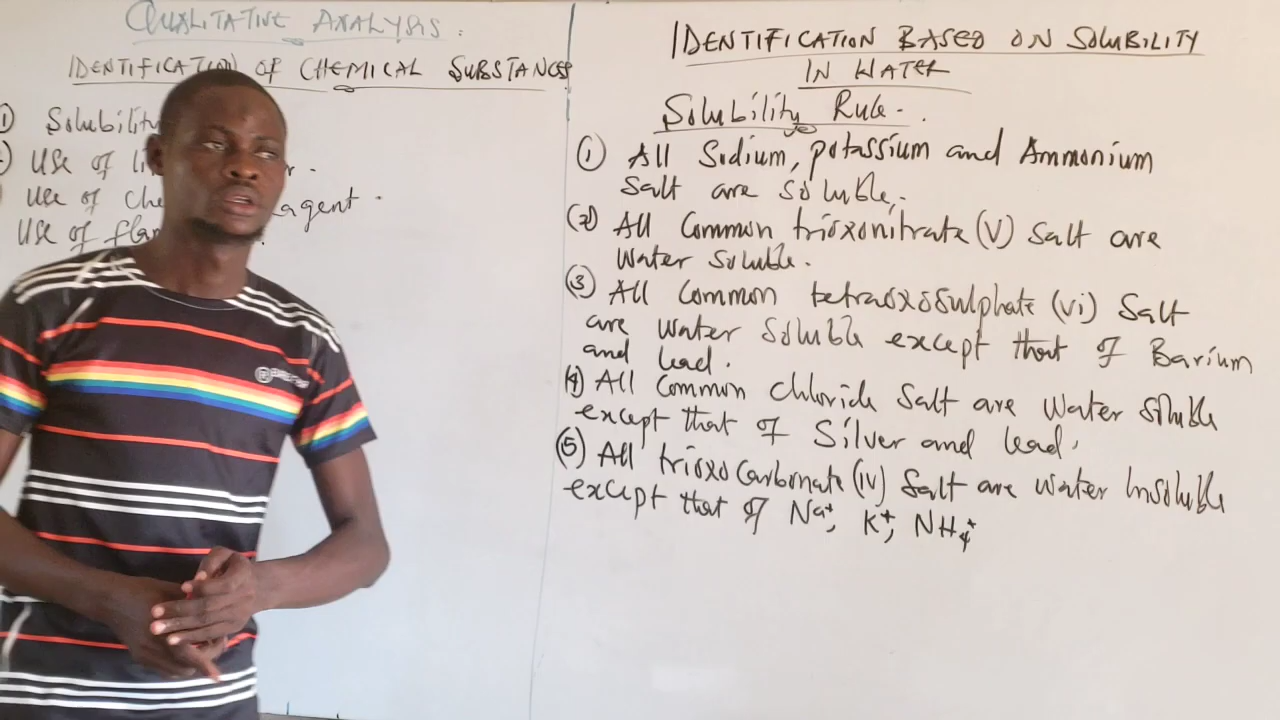 QUALITATIVE ANALYSIS.
IDENTIFICATION OF CHEMICAL SUBSTANCES
① Solubility
Use of
Use of agent.
Use of
IDENTIFICATION BASED ON SOLUBILITY
IN WATER
Solubility Rule.
① All Sodium, potassium and Ammonium
Salt are soluble.
(2) All Common trioxonitrate (V) Salt are
Water soluble.
③ All Common tetraoxosulphate (VI) Salt
are water soluble except that of Barium
and lead.
(4) All Common Chloride Salt are water soluble
except that of Silver and lead.
(5) All trioxocarbonate (IV) Salt are water Insoluble
except that of Na⁺, K⁺, NH₄⁺